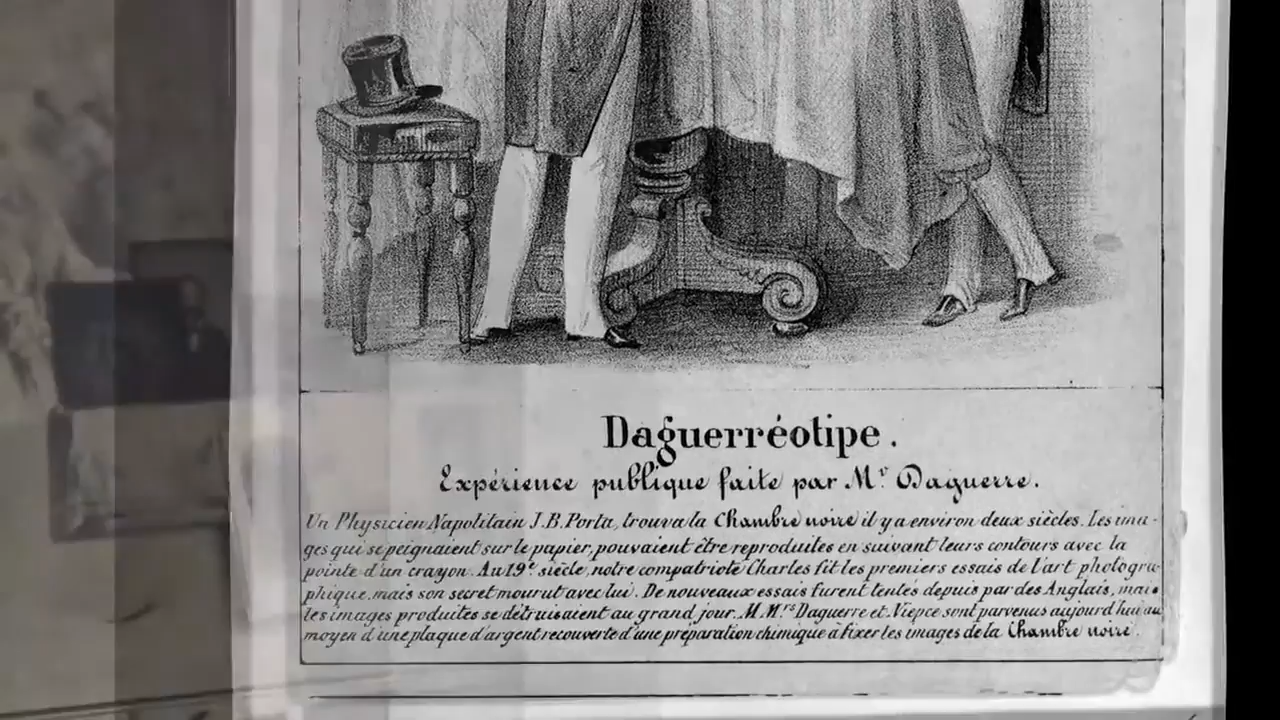 Daguerréotipe.
Expérience publique faite par Mr Daguerre.
Un Physicien Napolitain J.B. Porta, trouva la Chambre noire il y a environ deux siècles. Les ima-
ges qui se peignaient sur le papier, pouvaient être reproduites en suivant leurs contours avec la
pointe d'un crayon. Au 19e siècle, notre compatriote Charles fit les premiers essais de l'art photogra-
phique, mais son secret mourut avec lui. De nouveaux essais furent tentés depuis par des Anglais, mais
les images produites se détruisaient au grand jour. M.Mrs Daguerre et Niepce sont parvenus aujourd'hui au
moyen d'une plaque d'argent recouverte d'une préparation chimique à fixer les images de la Chambre noire.